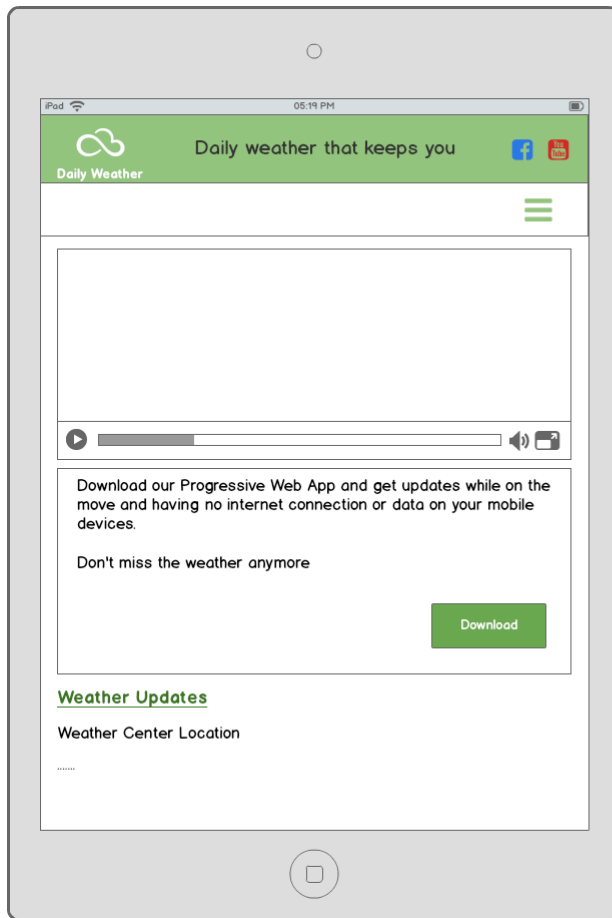 iPad 05:19 PM
Daily weather that keeps you
You
Tube
Daily Weather
Download our Progressive Web App and get updates while on the
move and having no internet connection or data on your mobile
devices.
Don't miss the weather anymore
Download
Weather Updates
Weather Center Location
.......